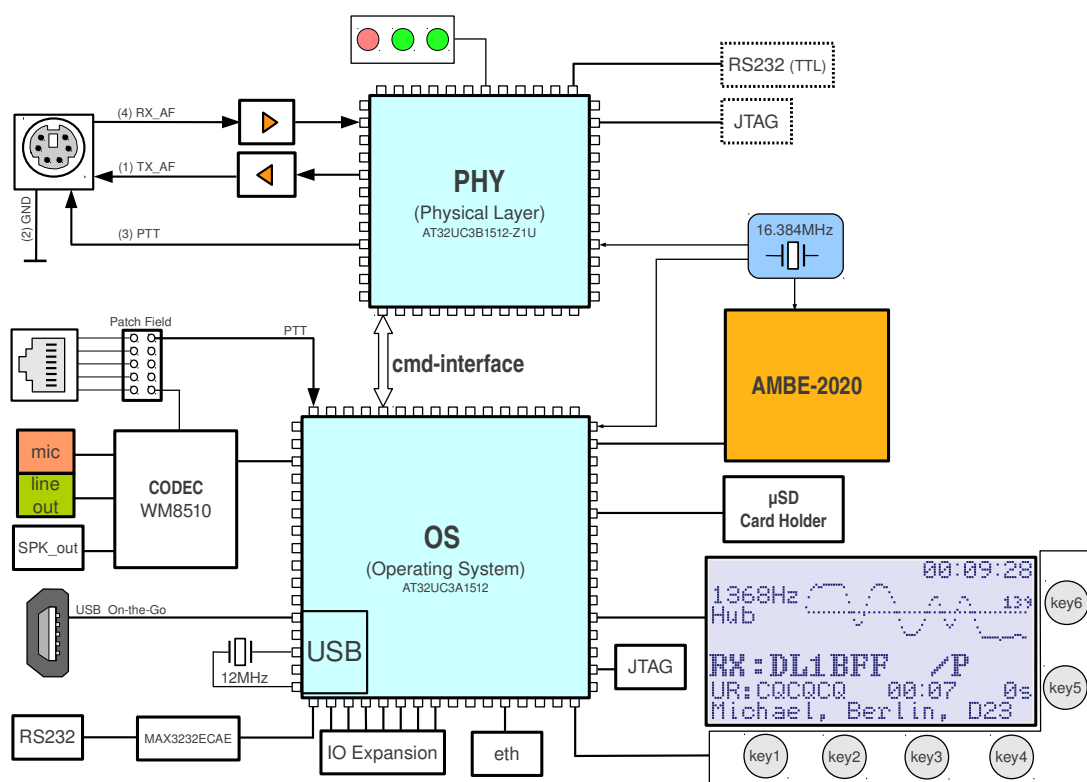 RS232 (TTL)
JTAG
(4) RX_AF
(1) TX_AF
(2) GND
(3) PTT
PHY
(Physical Layer)
AT32UC3B1512-Z1U
16.384MHz
Patch Field
PTT
cmd-interface
AMBE-2020
mic
line
out
SPK_out
CODEC
WM8510
OS
(Operating System)
AT32UC3A1512
µSD
Card Holder
USB On-the-Go
USB
12MHz
JTAG
00:09:28
1368Hz
139
Hub
RX:DL1BFF /P
UR:CQCQCQ 00:07 0s
Michael, Berlin, D23
key6
key5
key1
key2
key3
key4
RS232
MAX3232ECAE
IO Expansion
eth